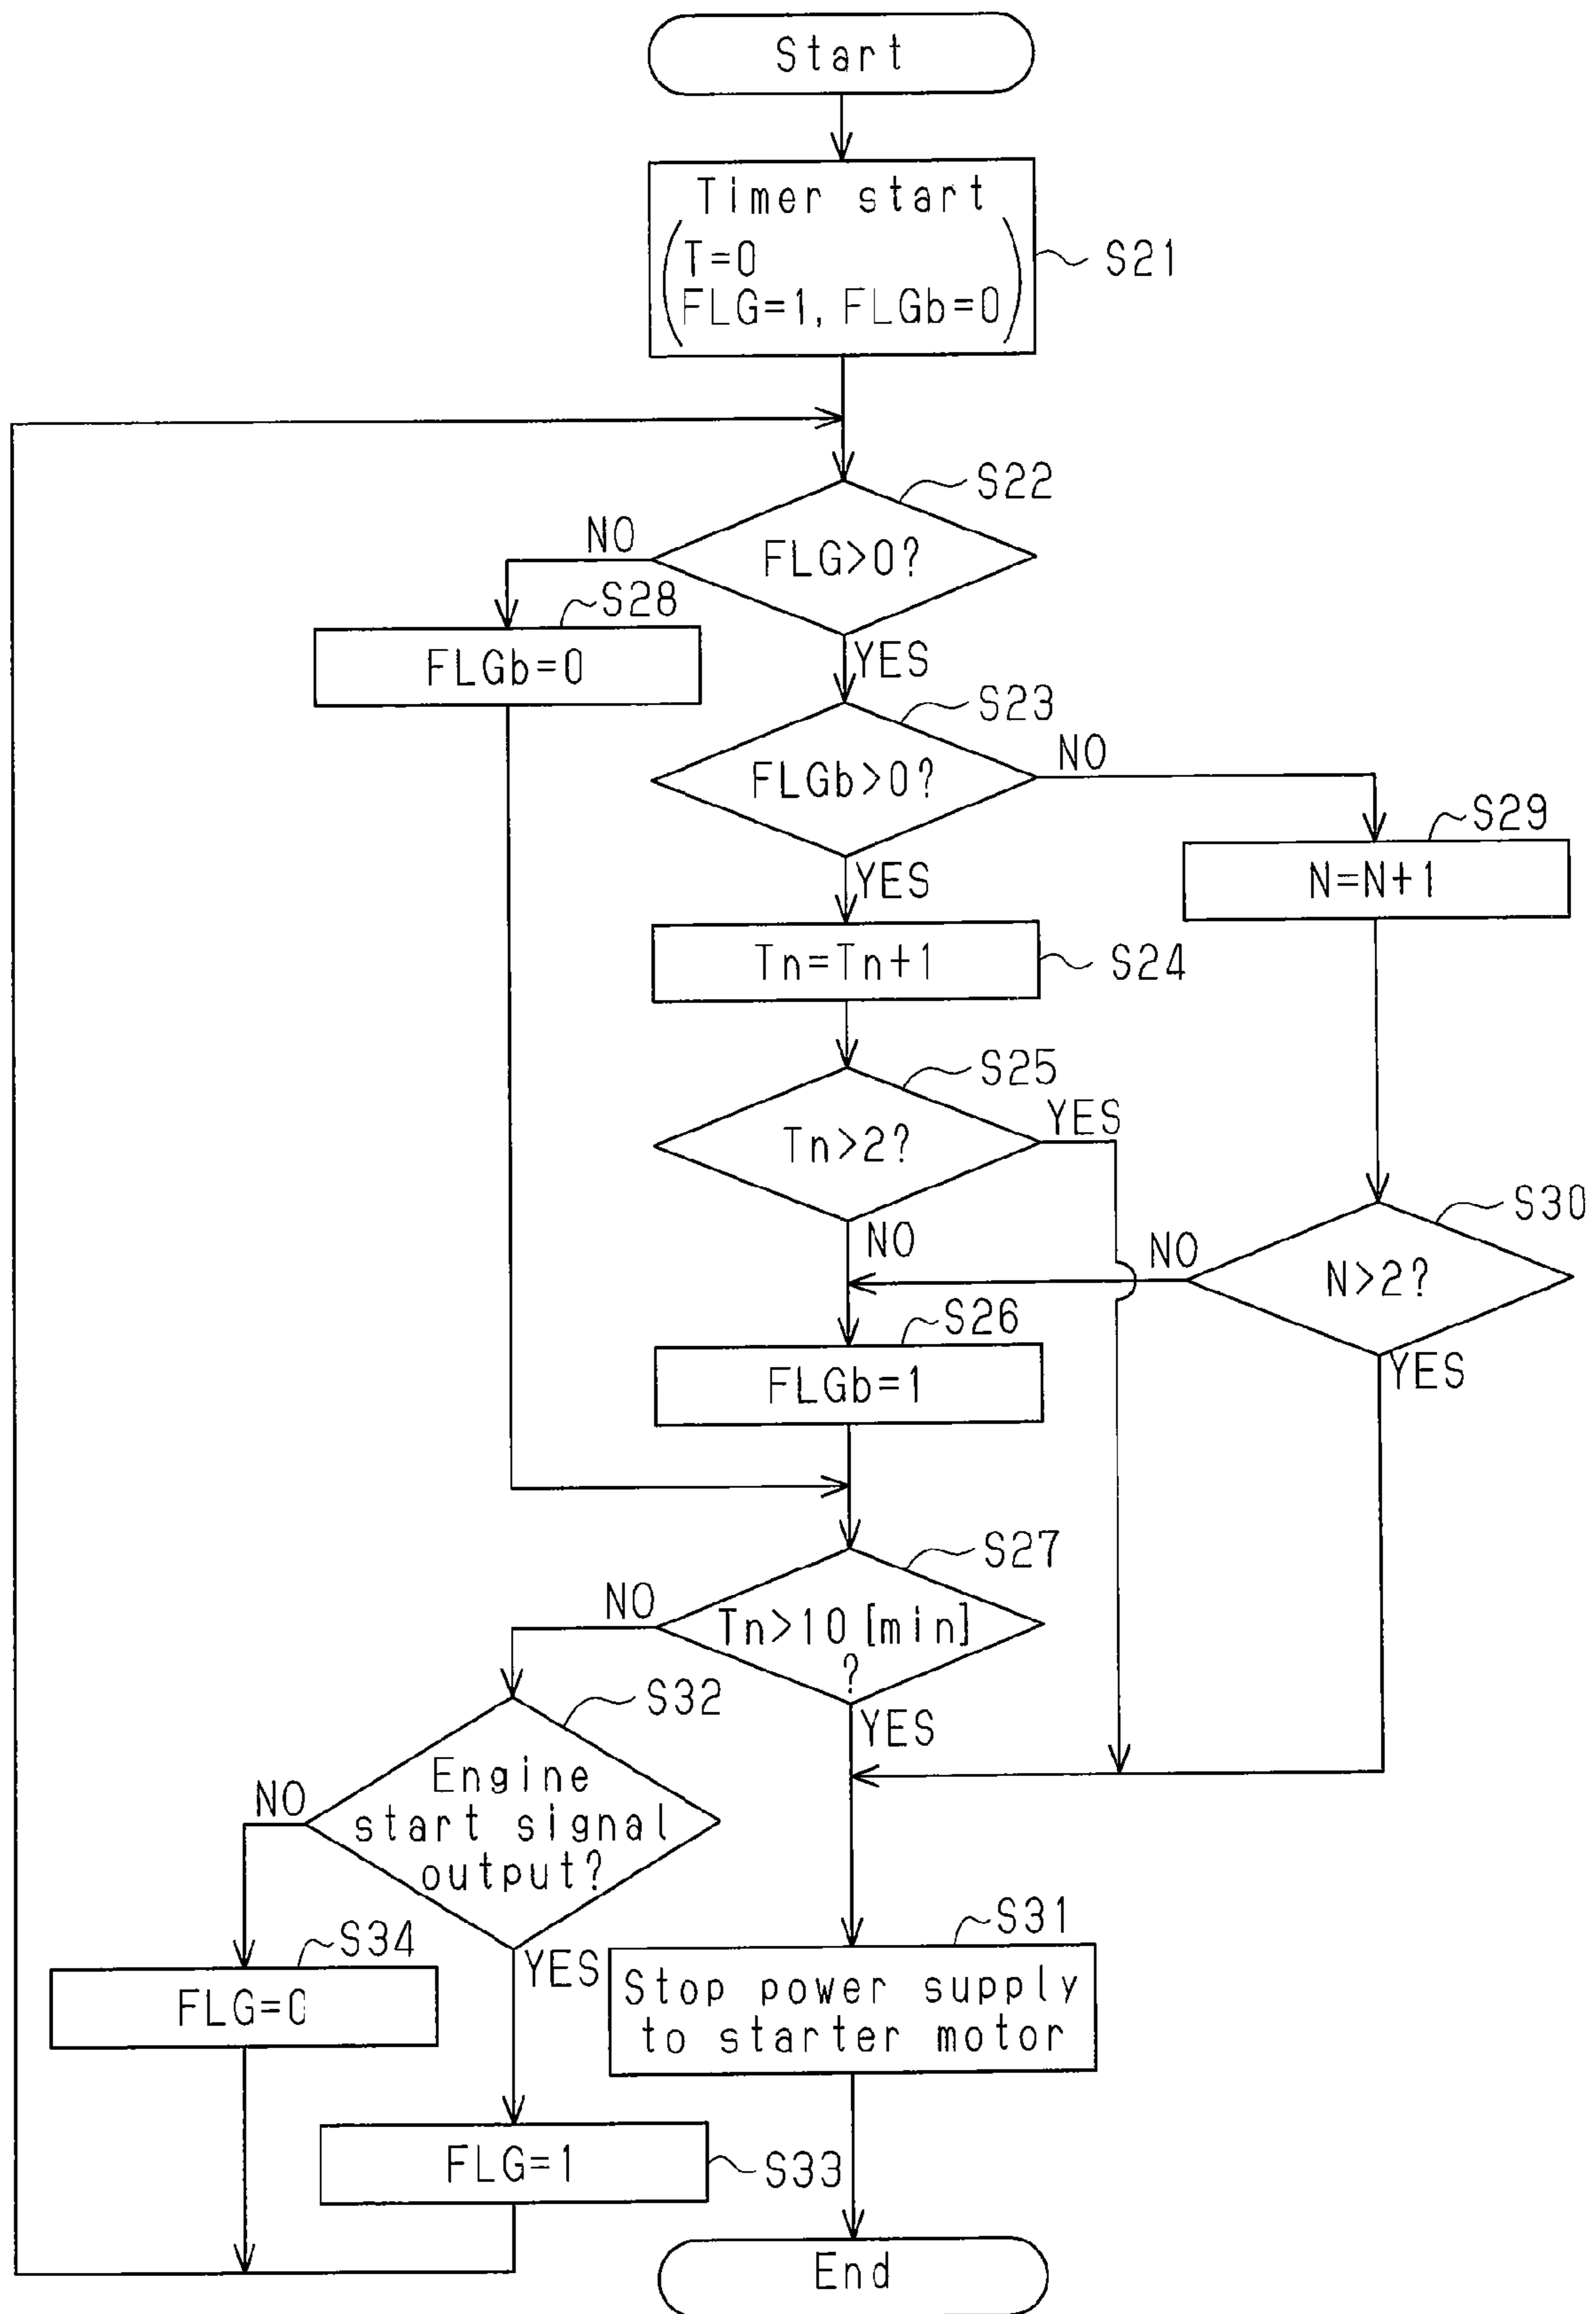 Start
Timer start
T=0
FLG=1, FLGb=0
S21
S22
NO
FLG>0?
S28
YES
FLGb=0
S23
NO
FLGb>0?
S29
YES
N=N+1
Tn=Tn+1
S24
S25
YES
Tn>2?
S30
NO
NO
N>2?
S26
YES
FLGb=1
S27
NO
Tn>10 [min]
?
S32
YES
Engine
start signal
output?
NO
S31
S34
YES
Stop power supply
to starter motor
FLG=0
FLG=1
S33
End